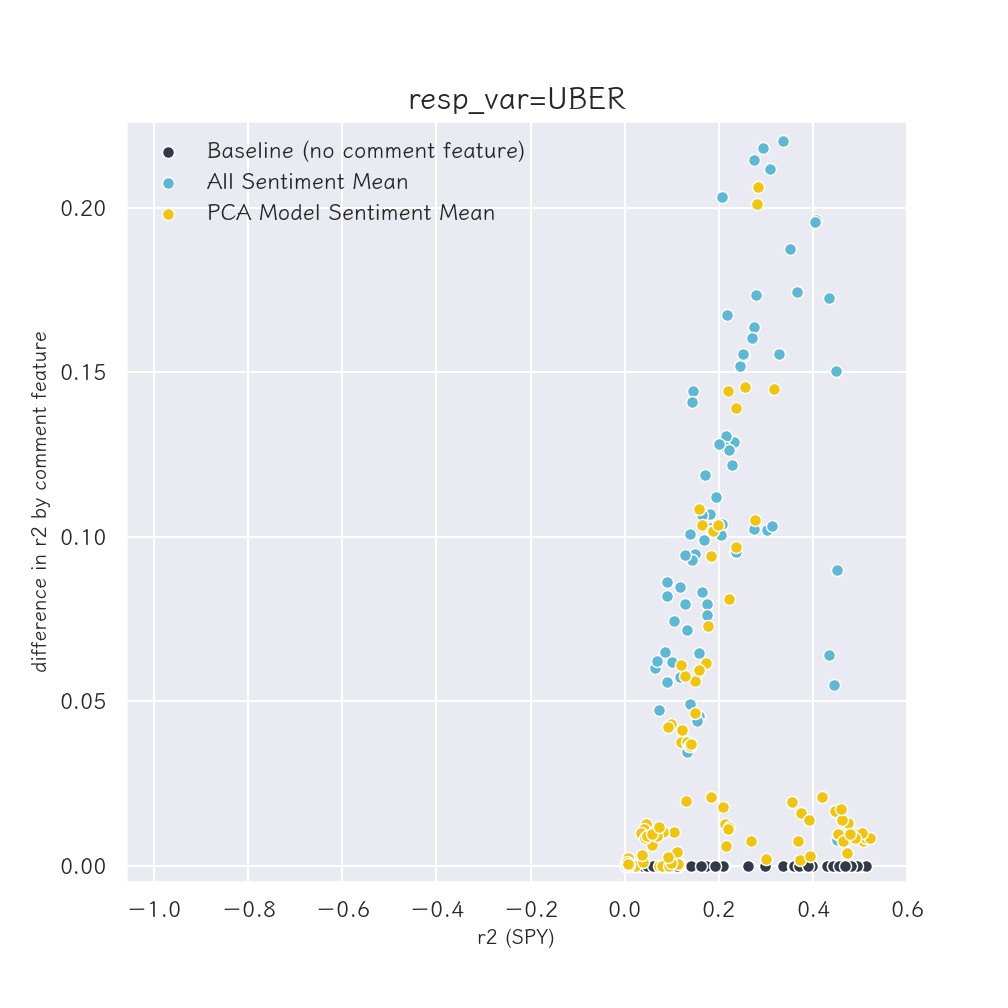 resp_var=UBER
Baseline (no comment feature)
All Sentiment Mean
PCA Model Sentiment Mean
difference in r2 by comment feature
0.20
0.15
0.10
0.05
0.00
−1.0 −0.8 −0.6 −0.4 −0.2 0.0 0.2 0.4 0.6
r2 (SPY)